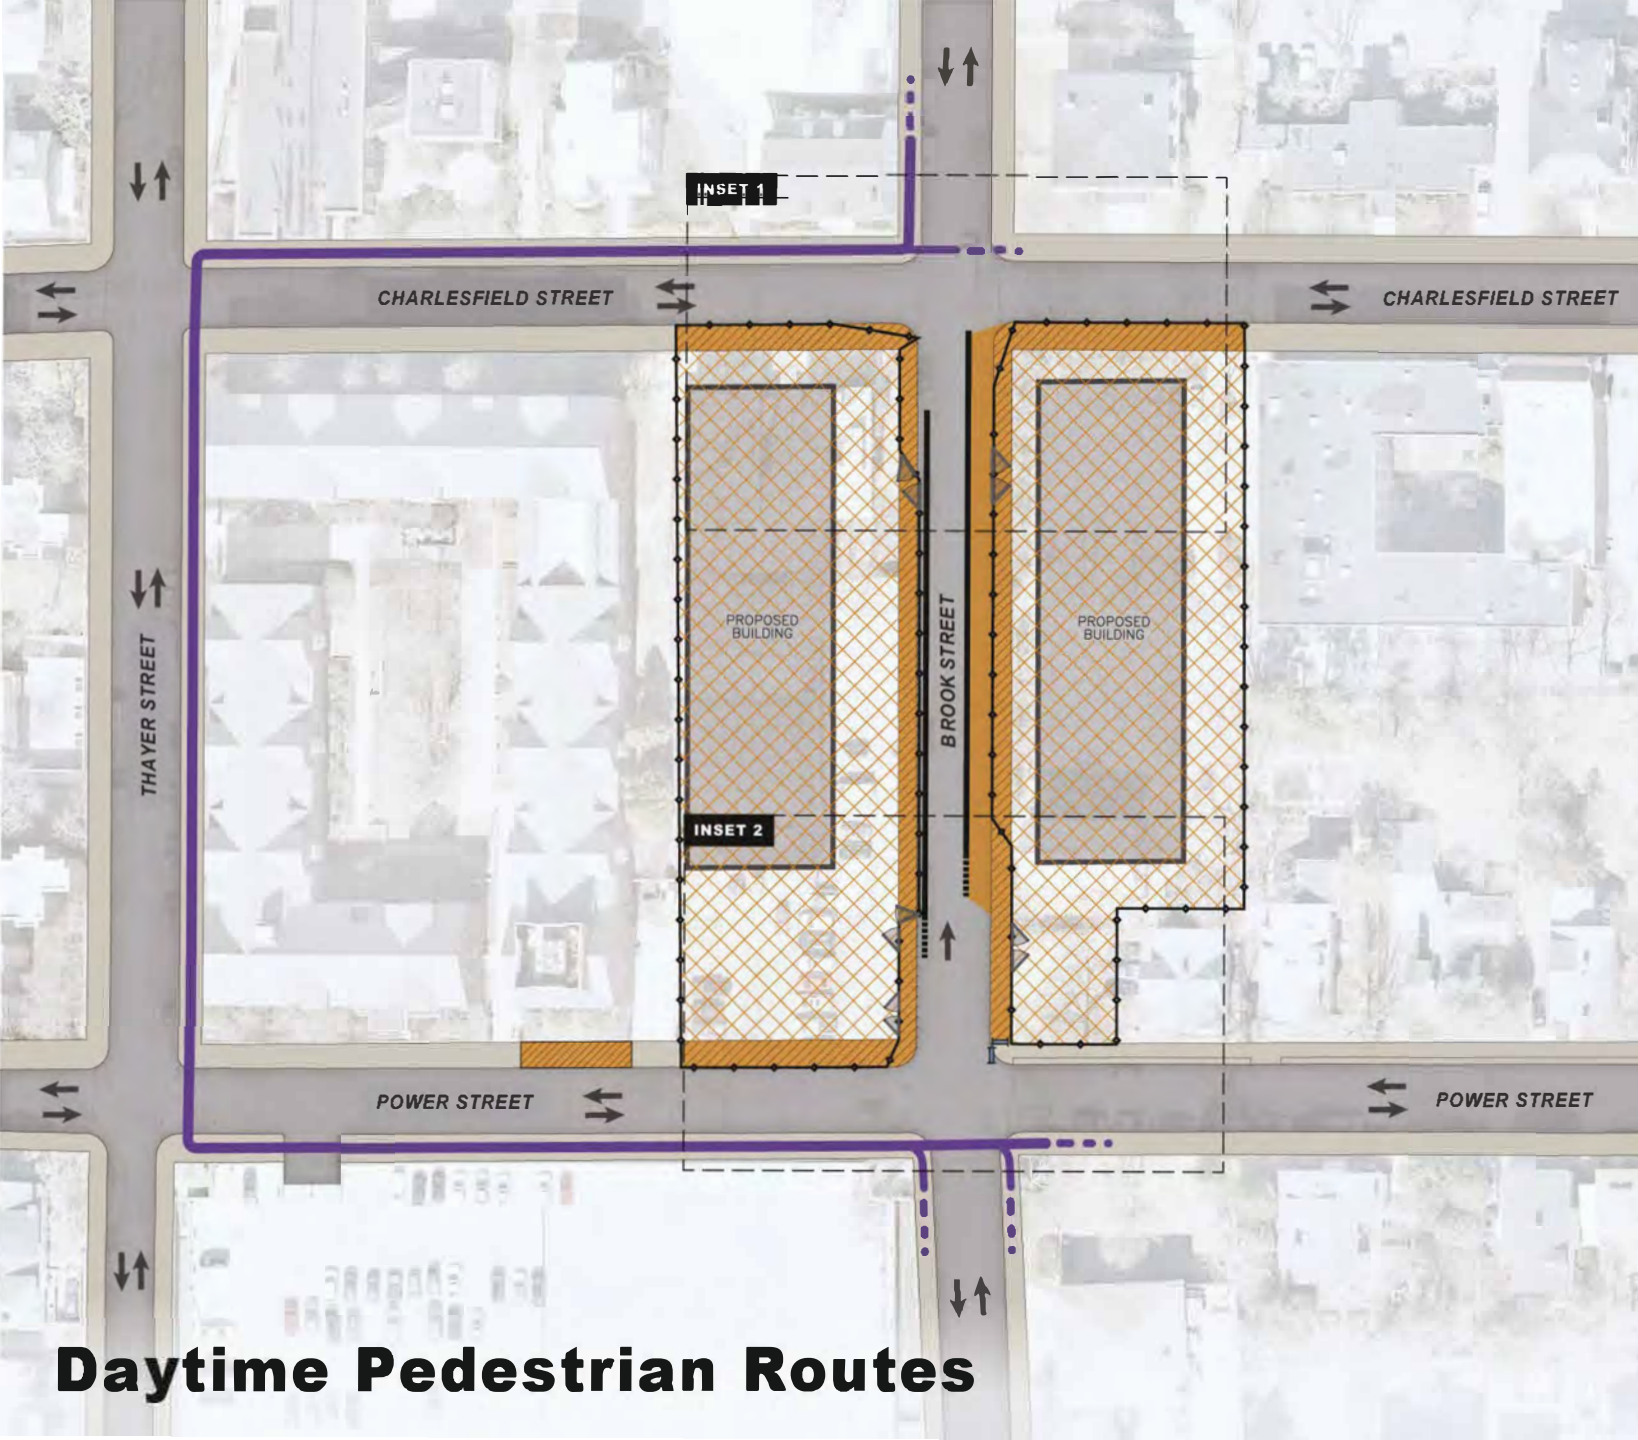 INSET 1
CHARLESFIELD STREET
CHARLESFIELD STREET
PROPOSED
BUILDING
PROPOSED
BUILDING
BROOK STREET
THAYER STREET
INSET 2
POWER STREET
POWER STREET
Daytime Pedestrian Routes